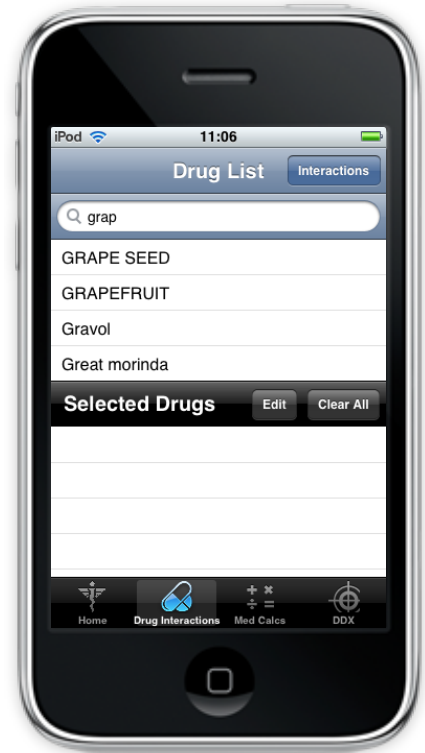 iPod 11:06
Drug List Interactions
grap
GRAPE SEED
GRAPEFRUIT
Gravol
Great morinda
Selected Drugs Edit Clear All
Home Drug Interactions Med Calcs DDX